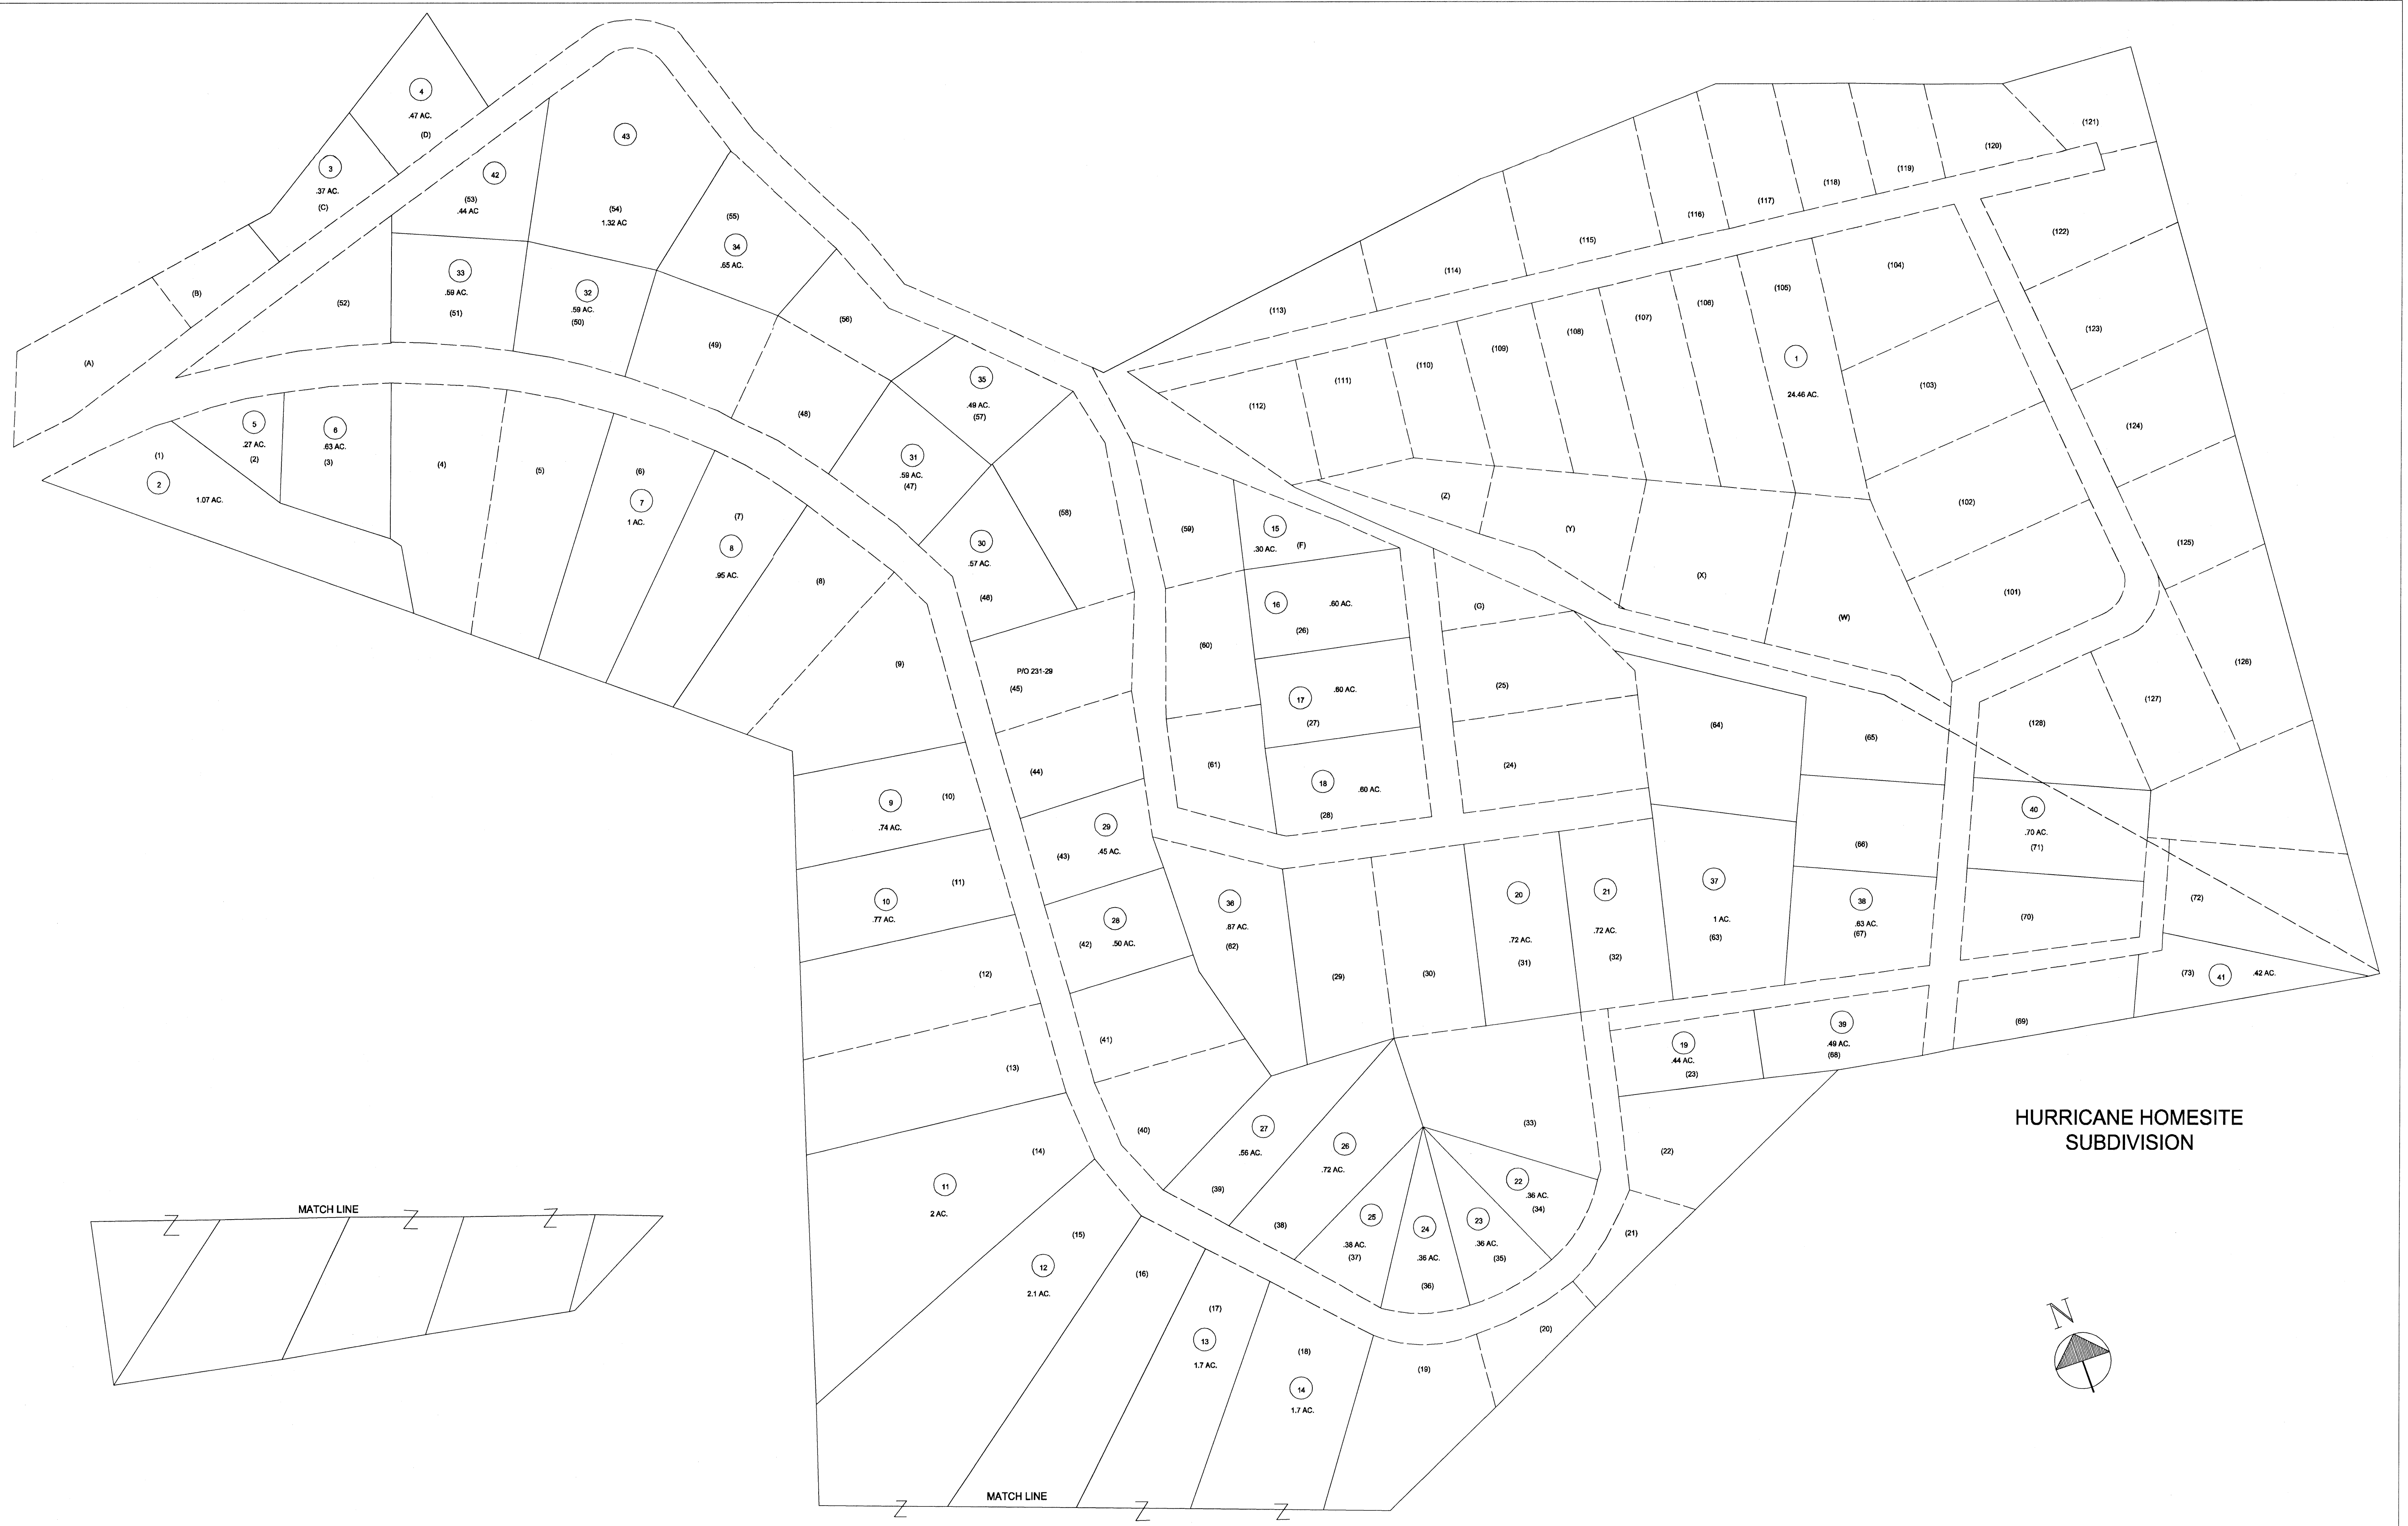 4
.47 AC.
(D)
3
.37 AC.
(C)
(B)
(A)
42
(53)
.44 AC
43
(54)
1.32 AC
(55)
34
.65 AC.
(52)
33
.59 AC.
(51)
32
.59 AC.
(50)
(49)
(56)
(48)
35
.49 AC.
(57)
31
.59 AC.
(47)
(58)
30
.57 AC.
(46)
(1)
2
1.07 AC.
5
.27 AC.
(2)
6
.63 AC.
(3)
(4)
(5)
(6)
7
1 AC.
(7)
8
.95 AC.
(8)
(9)
P/O 231-29
(45)
(44)
9
(10)
.74 AC.
29
(43)
.45 AC.
10
(11)
.77 AC.
28
(42)
.50 AC.
(12)
(41)
(13)
(40)
(14)
11
2 AC.
(15)
12
2.1 AC.
(16)
(17)
13
1.7 AC.
(18)
14
1.7 AC.
(19)
(20)
(21)
(22)
(113)
(114)
(115)
(116)
(117)
(118)
(119)
(120)
(121)
(122)
(123)
(124)
(125)
(126)
(127)
(128)
(112)
(111)
(110)
(109)
(108)
(107)
(106)
(105)
1
24.46 AC.
(104)
(103)
(102)
(101)
(Z)
(Y)
(X)
(W)
(59)
15
.30 AC.
(F)
16
.60 AC.
(26)
(G)
(60)
17
.60 AC.
(27)
(25)
(61)
18
.60 AC.
(28)
(24)
(64)
(65)
(66)
40
.70 AC.
(71)
36
.87 AC.
(62)
(29)
(30)
20
.72 AC.
(31)
21
.72 AC.
(32)
37
1 AC.
(63)
38
.63 AC.
(67)
(70)
(72)
(73)
41
.42 AC.
19
.44 AC.
(23)
39
.49 AC.
(68)
(69)
27
.56 AC.
(39)
26
.72 AC.
(38)
25
.38 AC.
(37)
24
.36 AC.
(36)
23
.36 AC.
(35)
22
.36 AC.
(34)
(33)
HURRICANE HOMESITE
SUBDIVISION
N
MATCH LINE
MATCH LINE